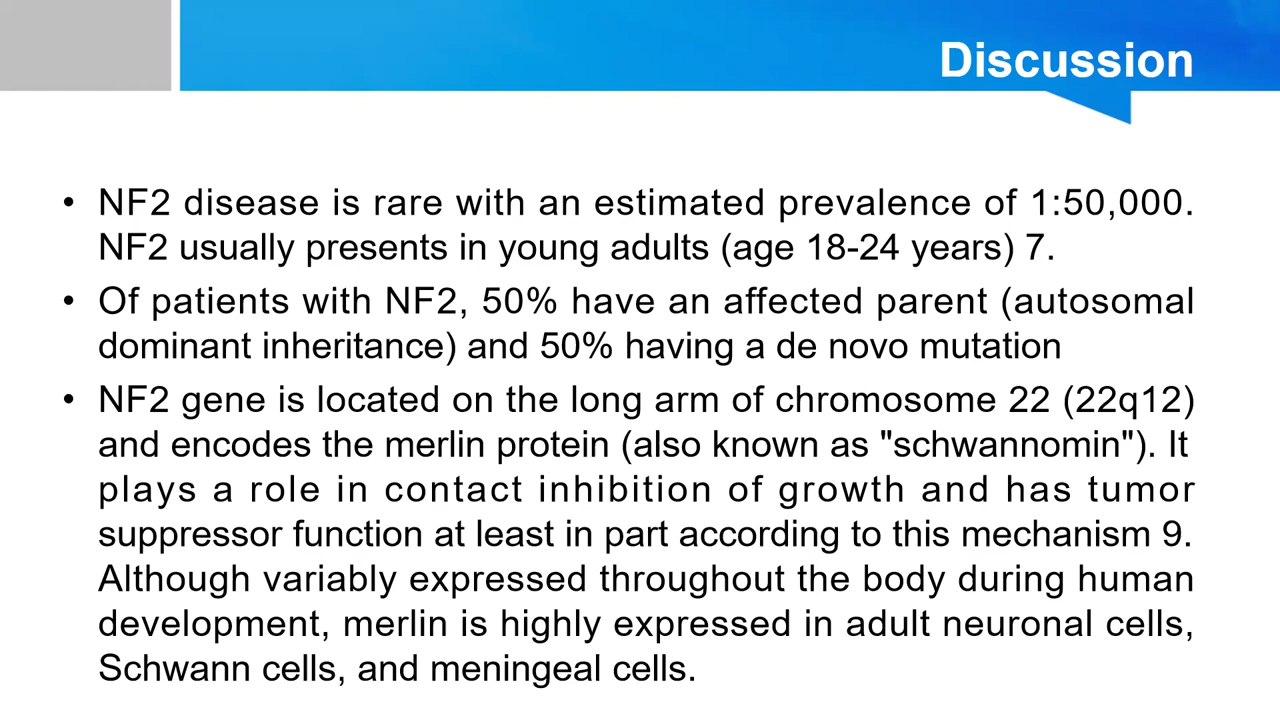 Discussion
• NF2 disease is rare with an estimated prevalence of 1:50,000.
NF2 usually presents in young adults (age 18-24 years) 7.
• Of patients with NF2, 50% have an affected parent (autosomal
dominant inheritance) and 50% having a de novo mutation
• NF2 gene is located on the long arm of chromosome 22 (22q12)
and encodes the merlin protein (also known as "schwannomin"). It
plays a role in contact inhibition of growth and has tumor
suppressor function at least in part according to this mechanism 9.
Although variably expressed throughout the body during human
development, merlin is highly expressed in adult neuronal cells,
Schwann cells, and meningeal cells.